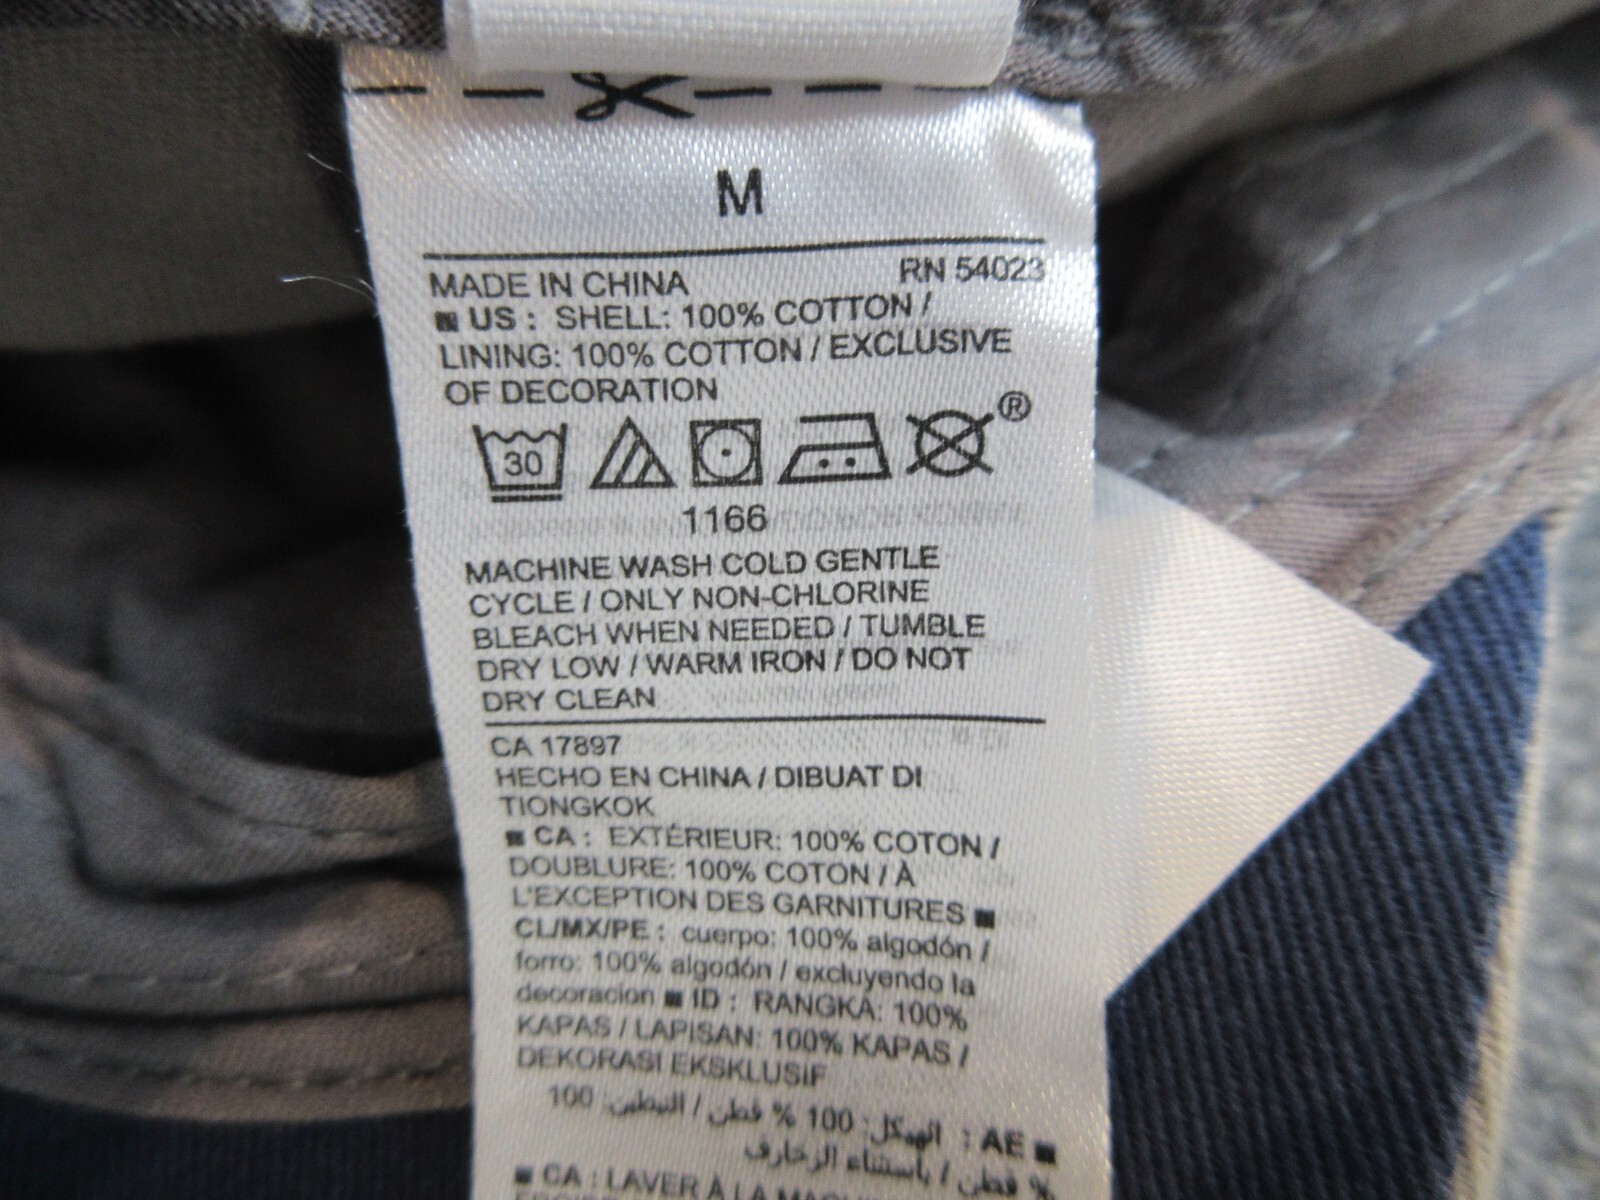 M
MADE IN CHINA RN 54023
■ US : SHELL: 100% COTTON /
LINING: 100% COTTON / EXCLUSIVE
OF DECORATION
30 ®
1166
MACHINE WASH COLD GENTLE
CYCLE / ONLY NON-CHLORINE
BLEACH WHEN NEEDED / TUMBLE
DRY LOW / WARM IRON / DO NOT
DRY CLEAN
CA 17897
HECHO EN CHINA / DIBUAT DI
TIONGKOK
■ CA : EXTÉRIEUR: 100% COTON /
DOUBLURE: 100% COTON / À
L'EXCEPTION DES GARNITURES ■
CL/MX/PE : cuerpo: 100% algodón /
forro: 100% algodón / excluyendo la
decoracion ■ ID : RANGKA: 100%
KAPAS / LAPISAN: 100% KAPAS /
DEKORASI EKSKLUSIF
■ AE : الهيكل: 100 % قطن / التبطين: 100
% قطن / باستثناء الزخارف
■ CA : LAVER À LA